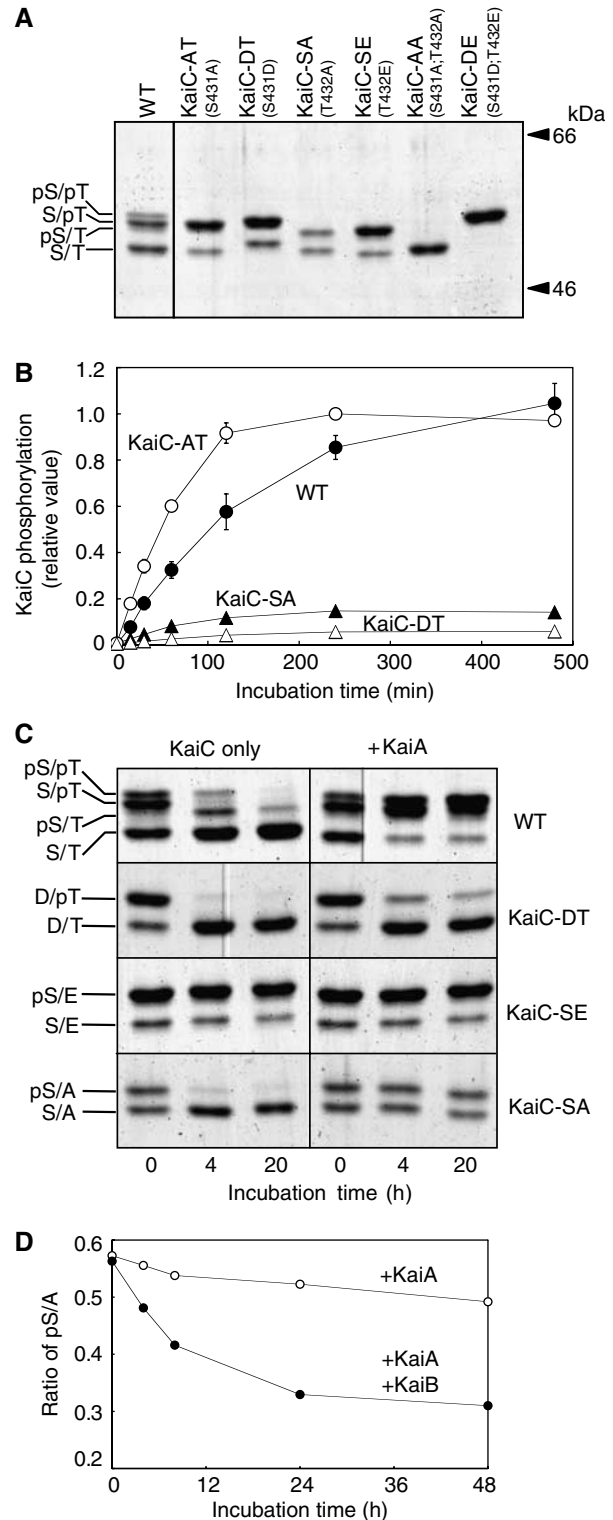 A
WT
KaiC-AT
(S431A)
KaiC-DT
(S431D)
KaiC-SA
(T432A)
KaiC-SE
(T432E)
KaiC-AA
(S431A;T432A)
KaiC-DE
(S431D;T432E)
kDa
66
46
pS/pT
S/pT
pS/T
S/T
B
KaiC phosphorylation
(relative value)
1.2
1.0
0.8
0.6
0.4
0.2
0
KaiC-AT
WT
KaiC-SA
KaiC-DT
0 100 200 300 400 500
Incubation time (min)
C
KaiC only +KaiA
pS/pT
S/pT
pS/T
S/T
WT
D/pT
D/T
KaiC-DT
pS/E
S/E
KaiC-SE
pS/A
S/A
KaiC-SA
0 4 20 0 4 20
Incubation time (h)
D
Ratio of pS/A
0.6
0.5
0.4
0.3
0.2
+KaiA
+KaiA
+KaiB
0 12 24 36 48
Incubation time (h)